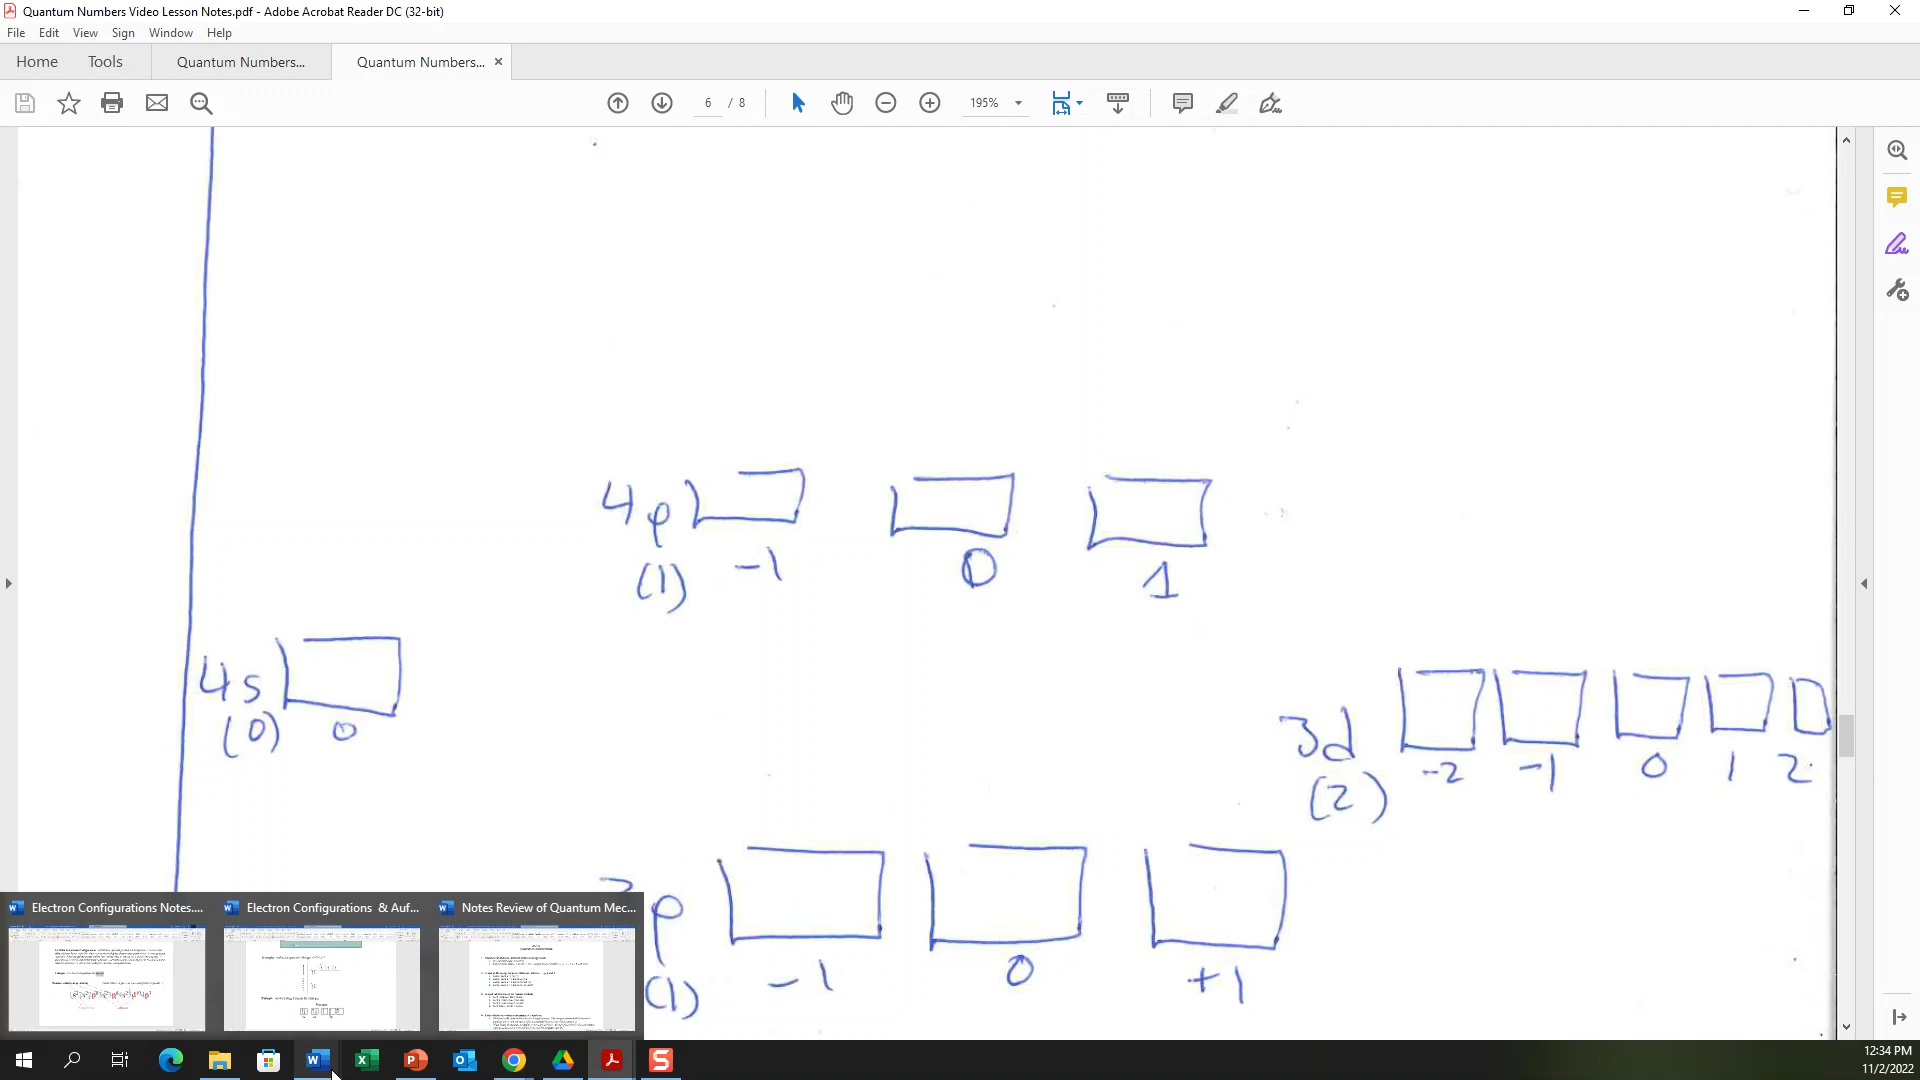 Quantum Numbers Video Lesson Notes.pdf - Adobe Acrobat Reader DC (32-bit)
File Edit View Sign Window Help
Home Tools Quantum Numbers... Quantum Numbers... ×
6 / 8 195%
4p
(1) -1 0 1
4s
(0) 0
3d
(2) -2 -1 0 1 2
p
(1) -1 0 +1
Electron Configurations Notes.... Electron Configurations & Auf... Notes Review of Quantum Mec...
12:34 PM
11/2/2022